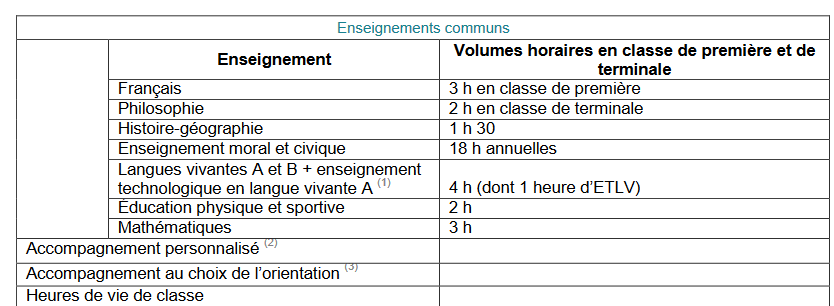 Enseignements communs
Enseignement
Volumes horaires en classe de première et de
terminale
Français
3 h en classe de première
Philosophie
2 h en classe de terminale
Histoire-géographie
1 h 30
Enseignement moral et civique
18 h annuelles
Langues vivantes A et B + enseignement
technologique en langue vivante A (1)
4 h (dont 1 heure d’ETLV)
Éducation physique et sportive
2 h
Mathématiques
3 h
Accompagnement personnalisé (2)
Accompagnement au choix de l’orientation (3)
Heures de vie de classe